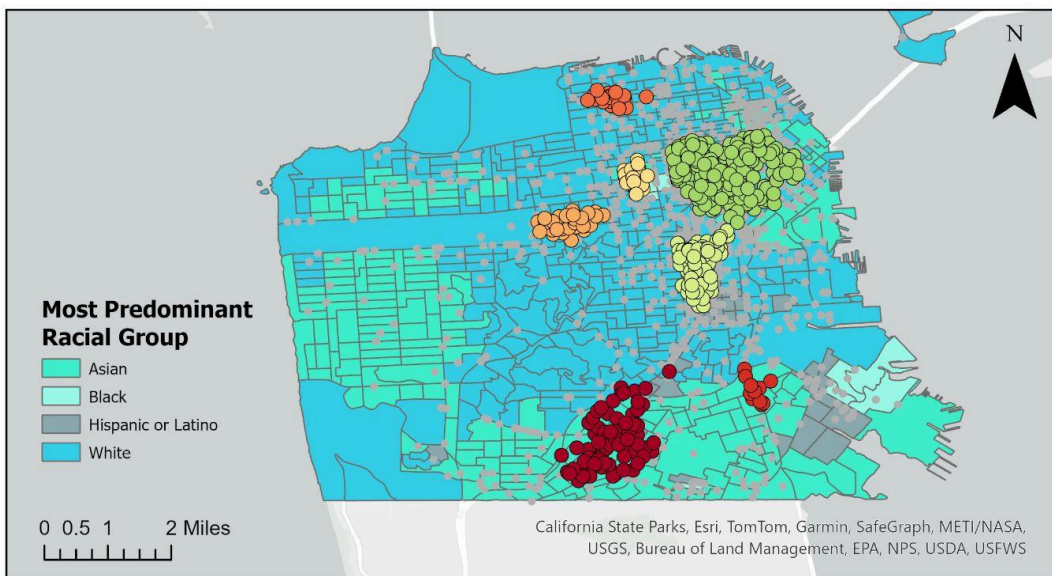 N
Most Predominant
Racial Group
Asian
Black
Hispanic or Latino
White
0 0.5 1 2 Miles
California State Parks, Esri, TomTom, Garmin, SafeGraph, METI/NASA,
USGS, Bureau of Land Management, EPA, NPS, USDA, USFWS